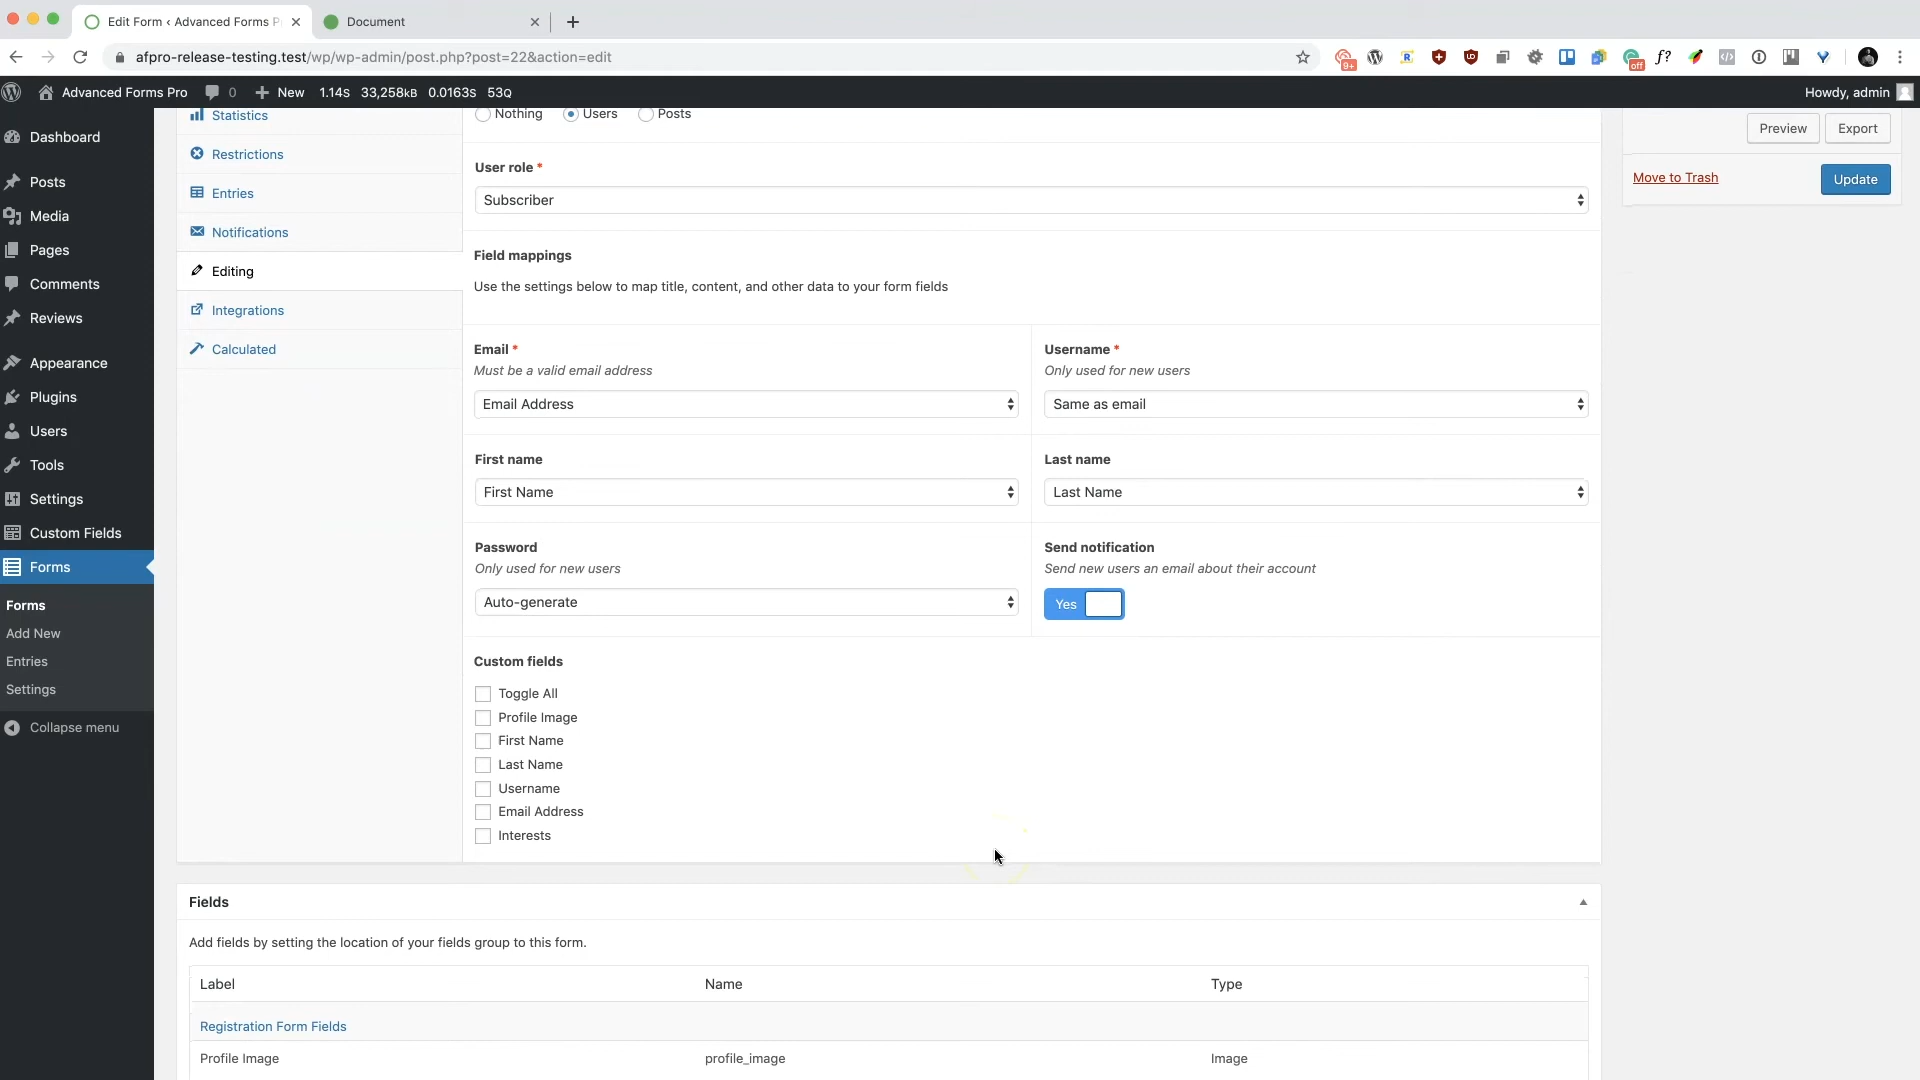 Edit Form ‹ Advanced Forms P
Document
afpro-release-testing.test/wp/wp-admin/post.php?post=22&action=edit
9+
off
f?
Advanced Forms Pro
0
New
1.14S 33,258KB 0.0163S 53Q
Howdy, admin
Dashboard
Posts
Media
Pages
Comments
Reviews
Appearance
Plugins
Users
Tools
Settings
Custom Fields
Forms
Forms
Add New
Entries
Settings
Collapse menu
Statistics
Restrictions
Entries
Notifications
Editing
Integrations
Calculated
Nothing Users Posts
User role *
Subscriber
Field mappings
Use the settings below to map title, content, and other data to your form fields
Email *
Must be a valid email address
Email Address
Username *
Only used for new users
Same as email
First name
First Name
Last name
Last Name
Password
Only used for new users
Auto-generate
Send notification
Send new users an email about their account
Yes
Custom fields
Toggle All
Profile Image
First Name
Last Name
Username
Email Address
Interests
Preview
Export
Move to Trash
Update
Fields
Add fields by setting the location of your fields group to this form.
Label Name Type
Registration Form Fields
Profile Image profile_image Image